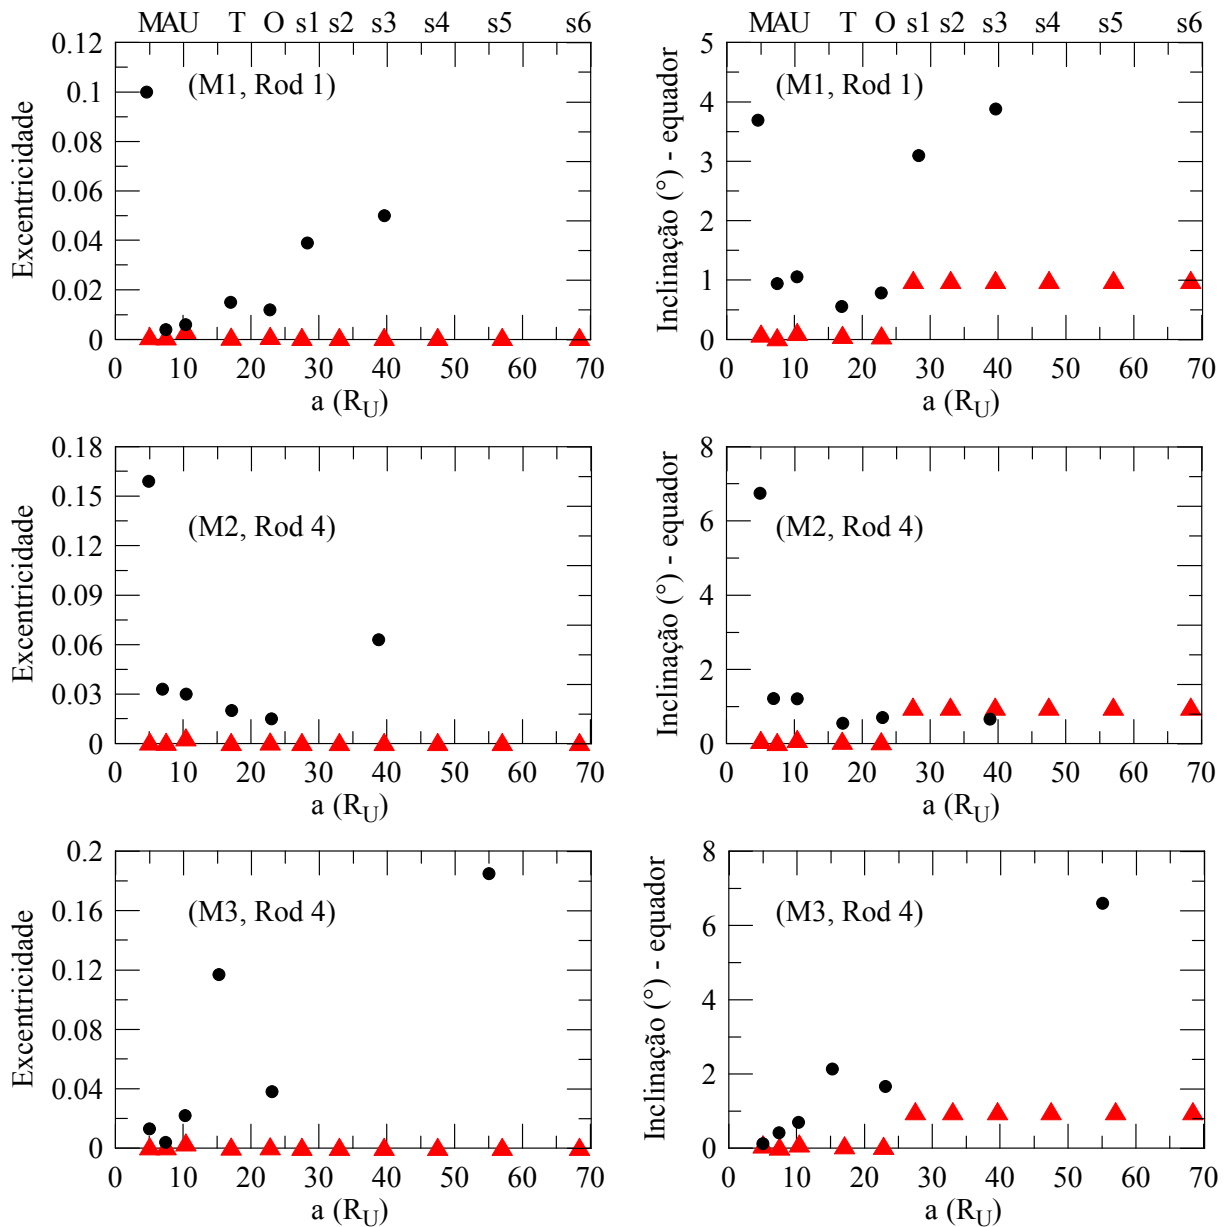 MAU T O s1 s2 s3 s4 s5 s6
0.12
0.1
0.08
0.06
0.04
0.02
0
Excentricidade
(M1, Rod 1)
0 10 20 30 40 50 60 70
a (R_U)
MAU T O s1 s2 s3 s4 s5 s6
5
4
3
2
1
0
Inclinação (°) - equador
(M1, Rod 1)
0 10 20 30 40 50 60 70
a (R_U)
0.18
0.15
0.12
0.09
0.06
0.03
0
Excentricidade
(M2, Rod 4)
0 10 20 30 40 50 60 70
a (R_U)
8
6
4
2
0
Inclinação (°) - equador
(M2, Rod 4)
0 10 20 30 40 50 60 70
a (R_U)
0.2
0.16
0.12
0.08
0.04
0
Excentricidade
(M3, Rod 4)
0 10 20 30 40 50 60 70
a (R_U)
8
6
4
2
0
Inclinação (°) - equador
(M3, Rod 4)
0 10 20 30 40 50 60 70
a (R_U)